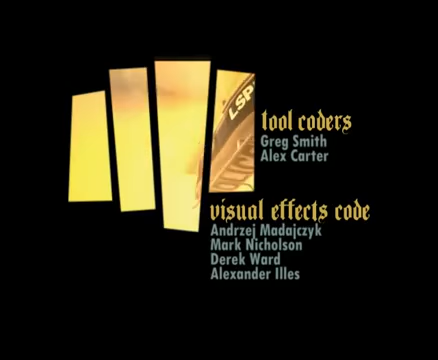 LSP
tool coders
Greg Smith
Alex Carter
visual effects code
Andrzej Madajczyk
Mark Nicholson
Derek Ward
Alexander Illes